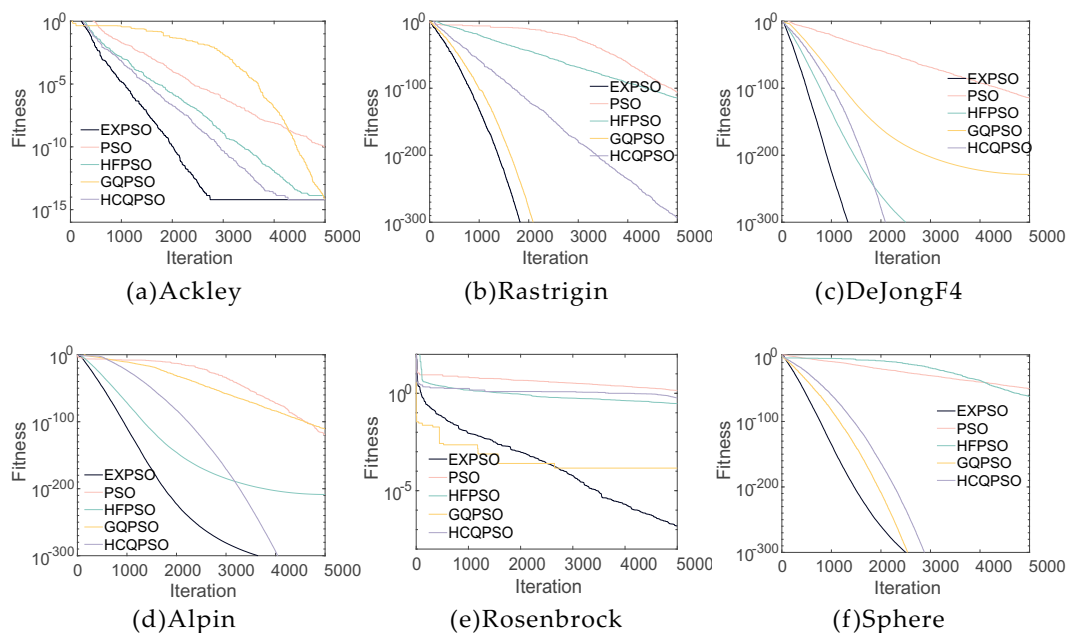 10^0
10^-5
10^-10
10^-15
Fitness
EXPSO
PSO
HFPSO
GQPSO
HCQPSO
0 1000 2000 3000 4000 5000
Iteration
(a)Ackley
10^0
10^-100
10^-200
10^-300
Fitness
EXPSO
PSO
HFPSO
GQPSO
HCQPSO
0 1000 2000 3000 4000 5000
Iteration
(b)Rastrigin
10^0
10^-100
10^-200
10^-300
Fitness
EXPSO
PSO
HFPSO
GQPSO
HCQPSO
0 1000 2000 3000 4000 5000
Iteration
(c)DeJongF4
10^0
10^-100
10^-200
10^-300
Fitness
EXPSO
PSO
HFPSO
GQPSO
HCQPSO
0 1000 2000 3000 4000 5000
Iteration
(d)Alpin
10^0
10^-5
Fitness
EXPSO
PSO
HFPSO
GQPSO
HCQPSO
0 1000 2000 3000 4000 5000
Iteration
(e)Rosenbrock
10^0
10^-100
10^-200
10^-300
Fitness
EXPSO
PSO
HFPSO
GQPSO
HCQPSO
0 1000 2000 3000 4000 5000
Iteration
(f)Sphere